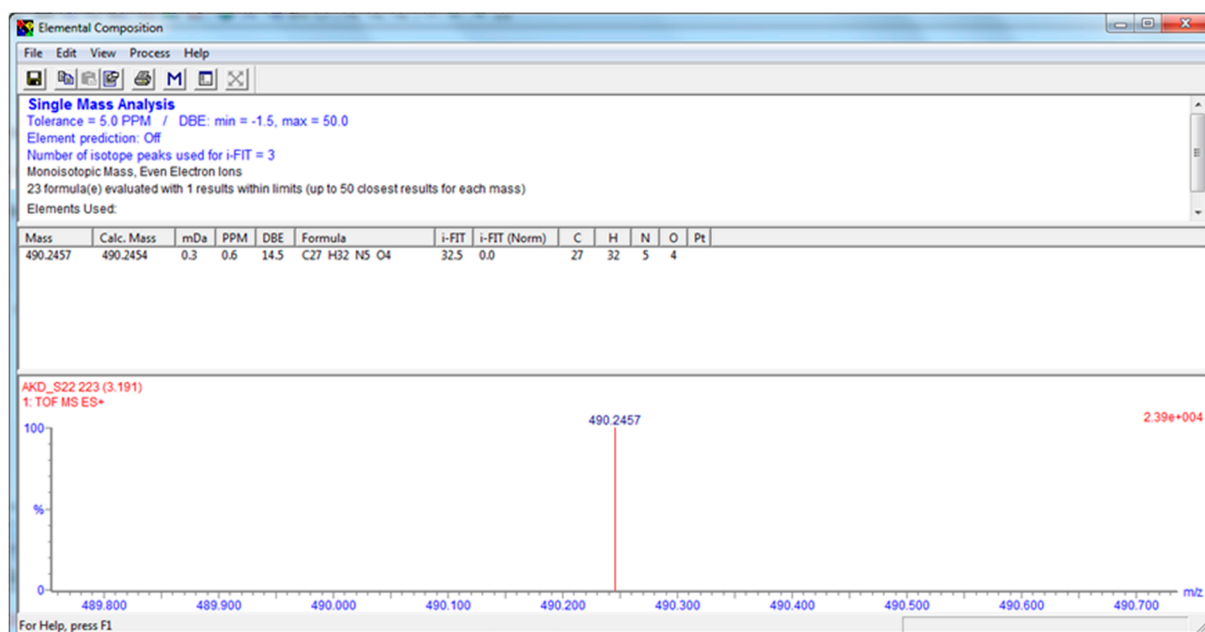 Elemental Composition
File Edit View Process Help
M
Single Mass Analysis
Tolerance = 5.0 PPM / DBE: min = -1.5, max = 50.0
Element prediction: Off
Number of isotope peaks used for i-FIT = 3
Monoisotopic Mass, Even Electron Ions
23 formula(e) evaluated with 1 results within limits (up to 50 closest results for each mass)
Elements Used:
Mass Calc. Mass mDa PPM DBE Formula i-FIT i-FIT (Norm) C H N O Pt
490.2457 490.2454 0.3 0.6 14.5 C27 H32 N5 O4 32.5 0.0 27 32 5 4
AKD_S22 223 (3.191)
1: TOF MS ES+
2.39e+004
490.2457
100
%
0
489.800 489.900 490.000 490.100 490.200 490.300 490.400 490.500 490.600 490.700 m/z
For Help, press F1